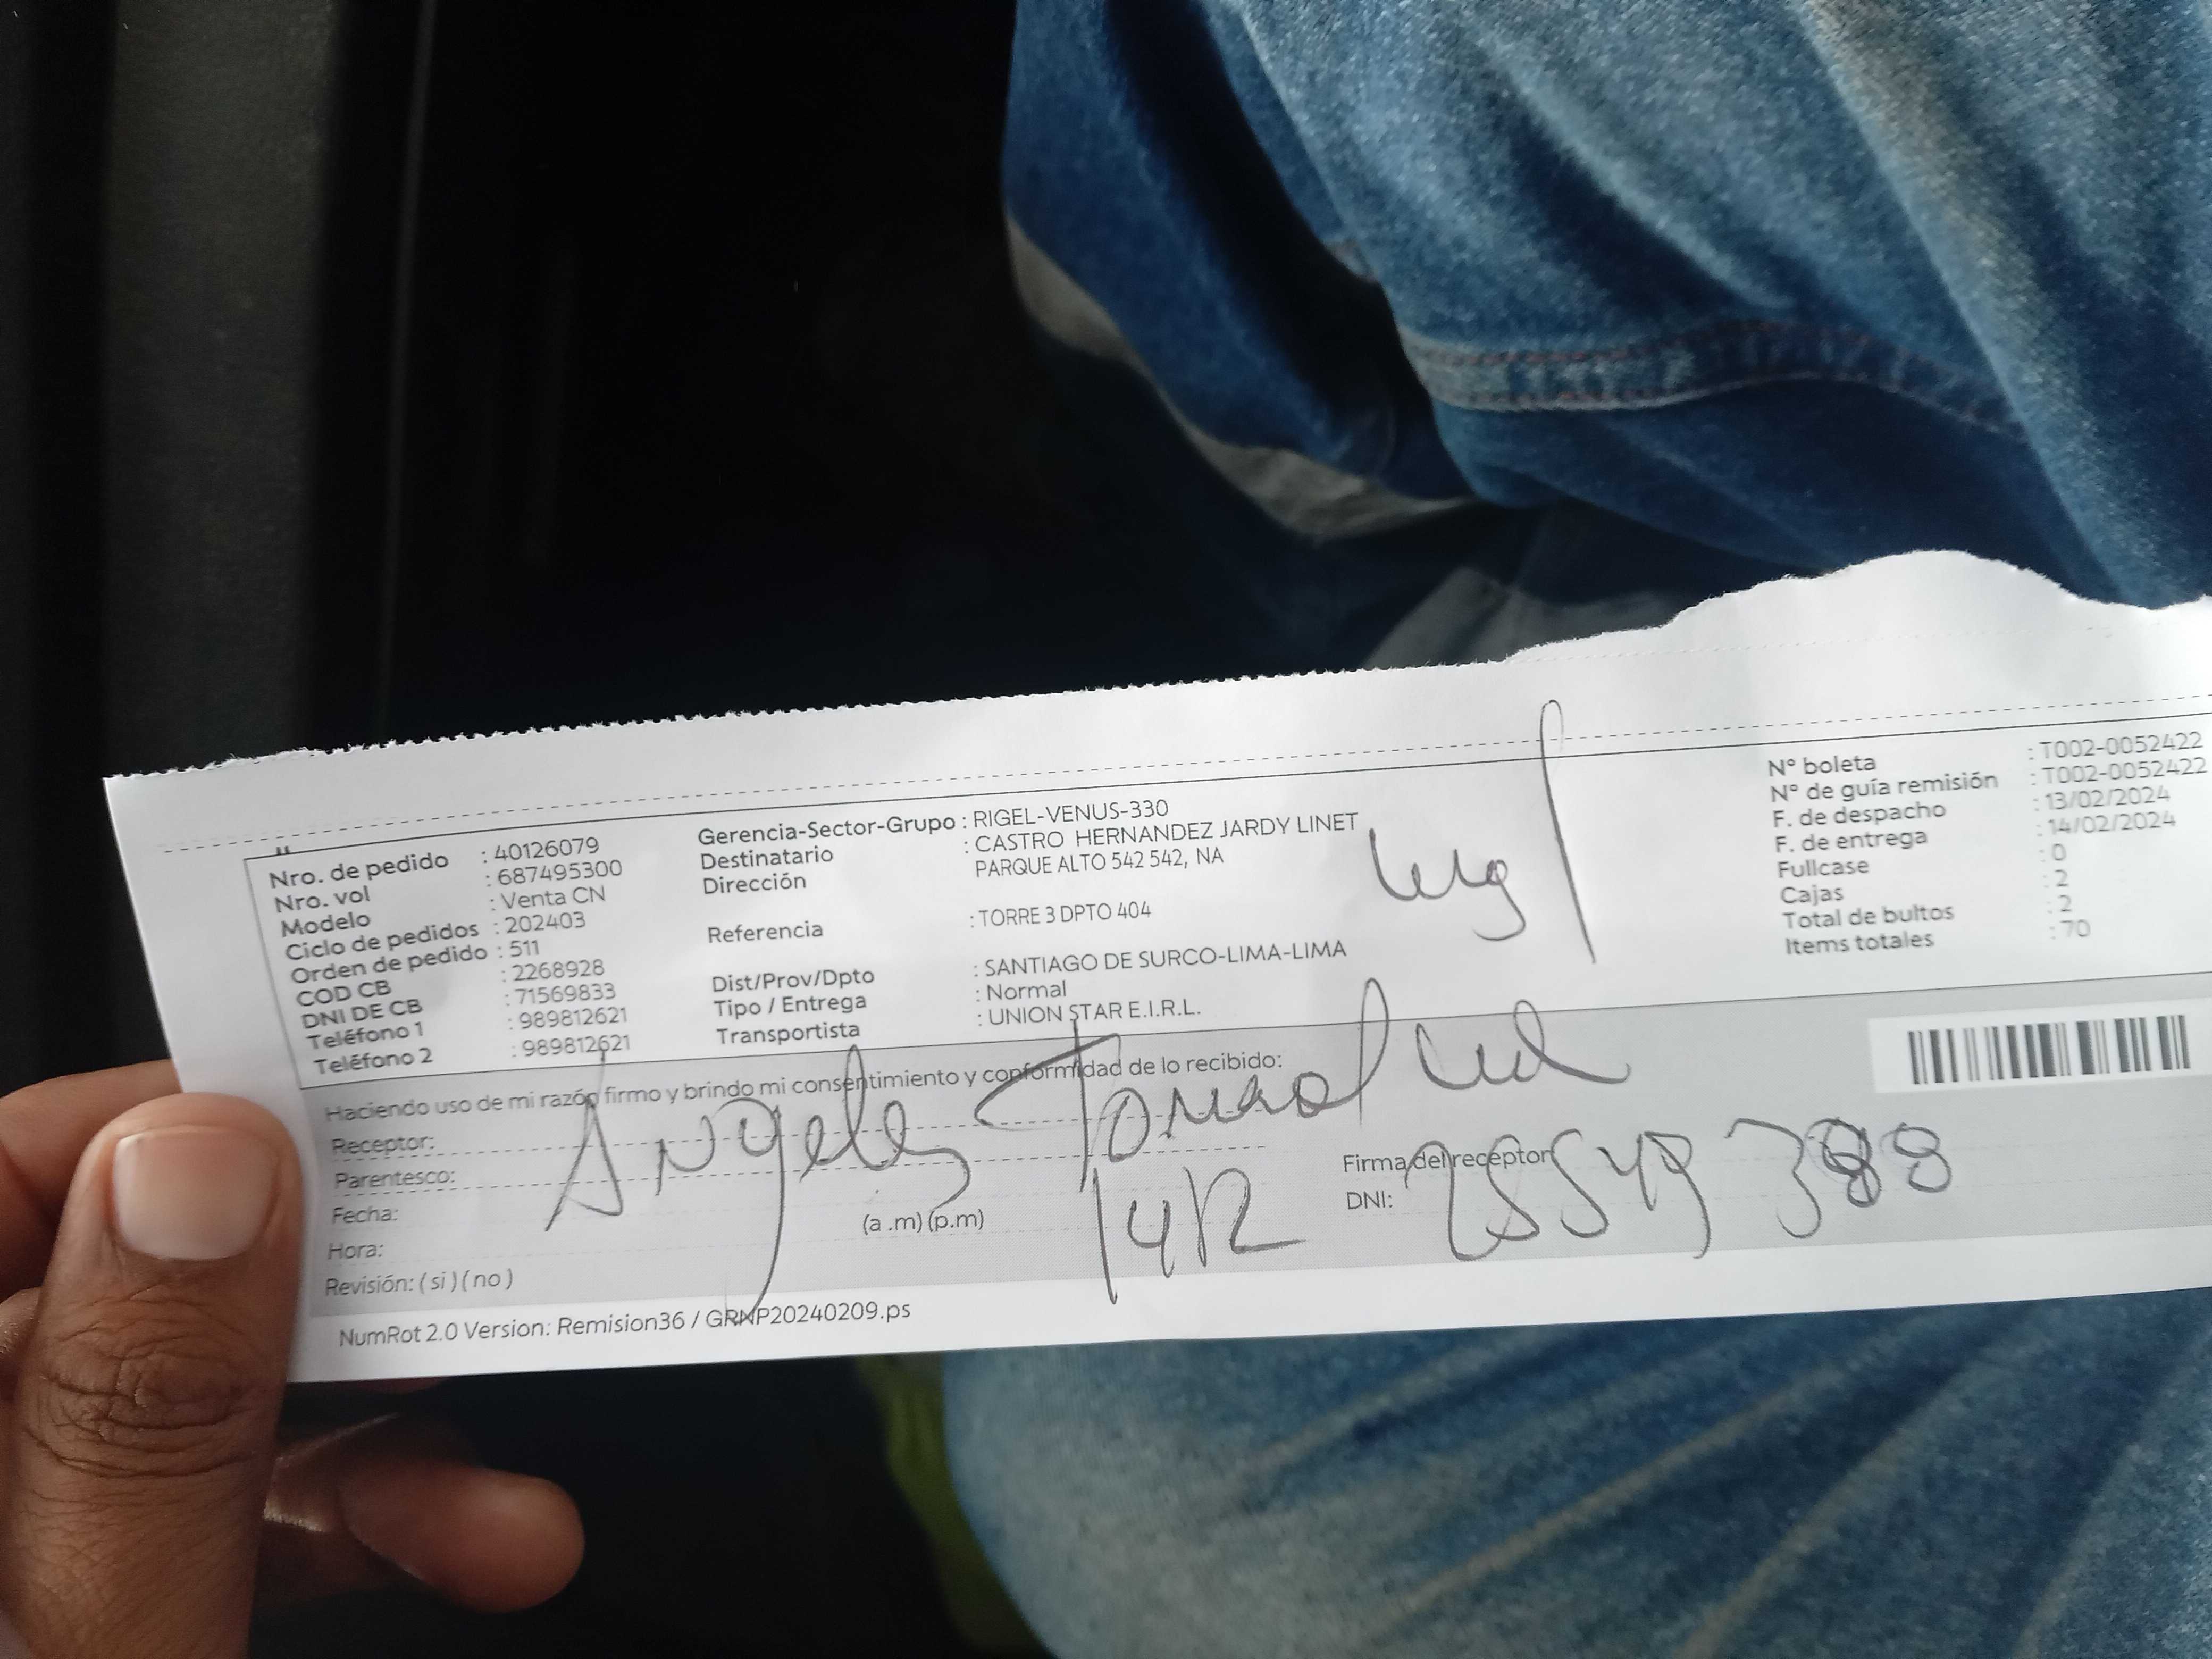 Nro. de pedido : 40126079
Nro. vol : 687495300
Modelo : Venta CN
Ciclo de pedidos : 202403
Orden de pedido : 511
COD CB : 2268928
DNI DE CB : 71569833
Teléfono 1 : 989812621
Teléfono 2 : 989812621
Gerencia-Sector-Grupo : RIGEL-VENUS-330
Destinatario : CASTRO HERNANDEZ JARDY LINET
Dirección PARQUE ALTO 542 542, NA
Referencia : TORRE 3 DPTO 404
Dist/Prov/Dpto : SANTIAGO DE SURCO-LIMA-LIMA
Tipo / Entrega : Normal
Transportista : UNION STAR E.I.R.L.
N° boleta : T002-0052422
N° de guía remisión : T002-0052422
F. de despacho : 13/02/2024
F. de entrega : 14/02/2024
Fullcase : 0
Cajas : 2
Total de bultos : 2
Items totales : 70
Haciendo uso de mi razón firmo y brindo mi consentimiento y conformidad de lo recibido:
Receptor: Angeles
Parentesco:
Fecha:
Hora: (a .m) (p.m)
Revisión: ( si ) ( no )
Firma del receptor
DNI:
NumRot 2.0 Version: Remision36 / GRNP20240209.ps